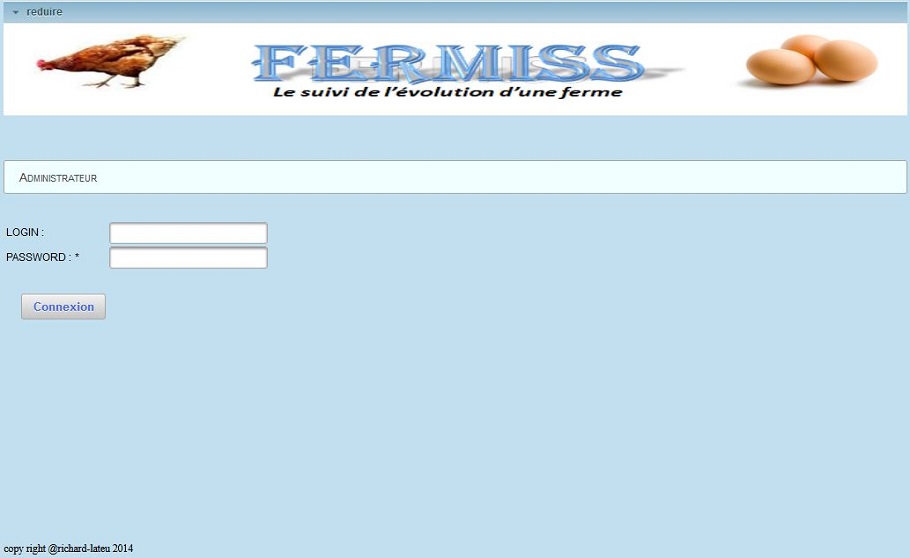 reduire
FERMISS
Le suivi de l'évolution d'une ferme
Administrateur
LOGIN :
PASSWORD : *
Connexion
copy right @richard-lateu 2014